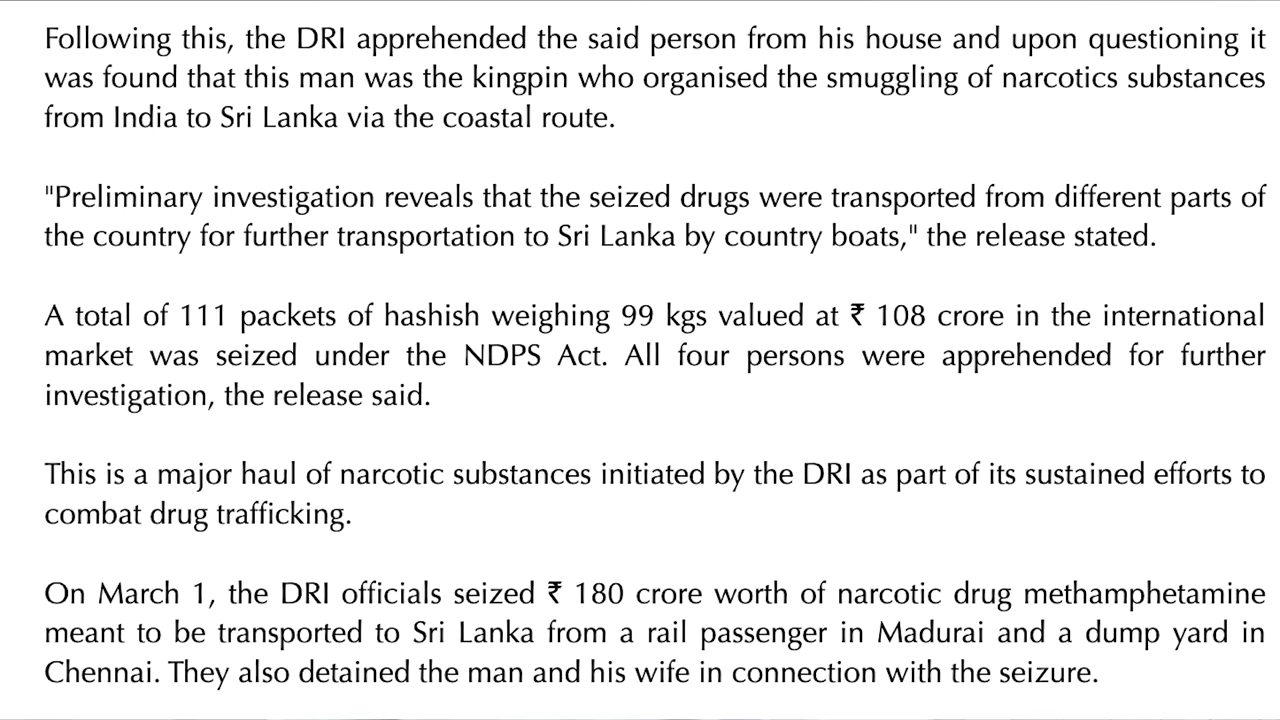 Following this, the DRI apprehended the said person from his house and upon questioning it
was found that this man was the kingpin who organised the smuggling of narcotics substances
from India to Sri Lanka via the coastal route.
"Preliminary investigation reveals that the seized drugs were transported from different parts of
the country for further transportation to Sri Lanka by country boats," the release stated.
A total of 111 packets of hashish weighing 99 kgs valued at ₹ 108 crore in the international
market was seized under the NDPS Act. All four persons were apprehended for further
investigation, the release said.
This is a major haul of narcotic substances initiated by the DRI as part of its sustained efforts to
combat drug trafficking.
On March 1, the DRI officials seized ₹ 180 crore worth of narcotic drug methamphetamine
meant to be transported to Sri Lanka from a rail passenger in Madurai and a dump yard in
Chennai. They also detained the man and his wife in connection with the seizure.